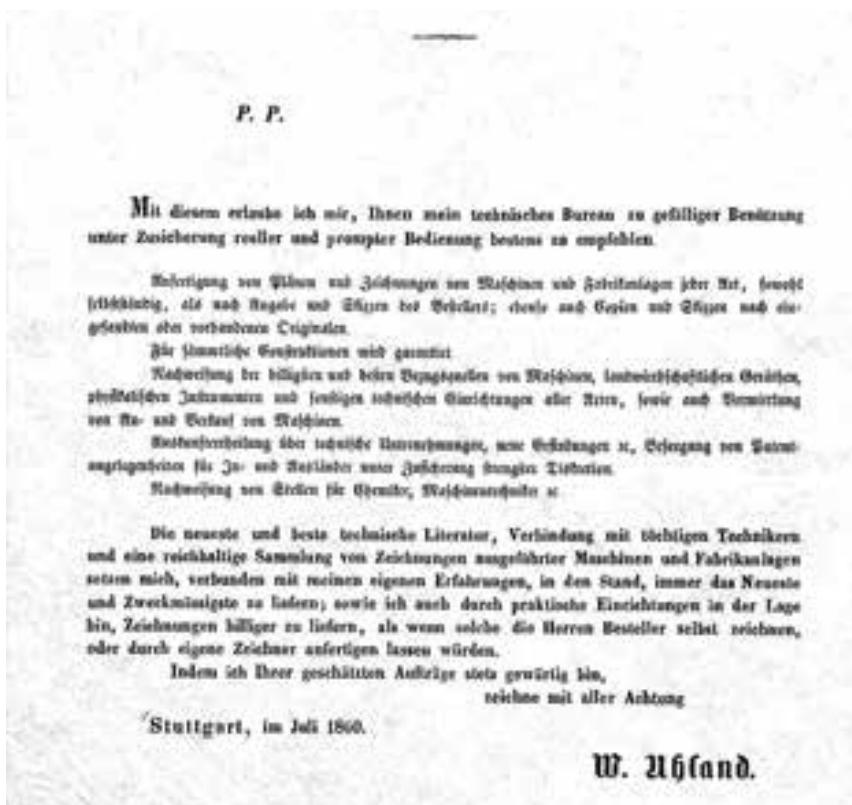 P. P.
Mit diesem erlaube ich mir, Ihnen mein technisches Bureau zu gefälliger Benützung
unter Zusicherung reeller und prompter Bedienung bestens zu empfehlen.
Anfertigung von Plänen und Zeichnungen von Maschinen und Fabrikanlagen jeder Art, sowohl
selbständig, als nach Angabe und Skizzen des Bestellers; ebenso auch Copien und Skizzen nach ein-
gesendten oder vorhandenen Originalen.
Für sämmtliche Construktionen wird garantirt
Nachweisung der billigsten und besten Bezugsquellen von Maschinen, landwirthschaftlichen Geräthen,
physikalischen Instrumenten und sonstigen technischen Einrichtungen aller Arten, sowie auch Vermittlung
von An- und Verkauf von Maschinen.
Auskunftertheilung über technische Unternehmungen, neue Erfindungen ꝛc, Besorgung von Patent-
angelegenheiten für In- und Ausländer unter Zusicherung strengster Diskretion.
Nachweisung von Stellen für Chemiker, Maschinentechniker ꝛc
Die neueste und beste technische Literatur, Verbindung mit tüchtigen Technikern
und eine reichhaltige Sammlung von Zeichnungen ausgeführter Maschinen und Fabrikanlagen
setzen mich, verbunden mit meinen eigenen Erfahrungen, in den Stand, immer das Neueste
und Zweckmässigste zu liefern; sowie ich auch durch praktische Einrichtungen in der Lage
bin, Zeichnungen billiger zu liefern, als wenn solche die Herren Besteller selbst zeichnen,
oder durch eigene Zeichner anfertigen lassen würden.
Indem ich Ihrer geschätzten Aufträge stets gewärtig bin,
zeichne mit aller Achtung
Stuttgart, im Juli 1860.
W. Uhland.